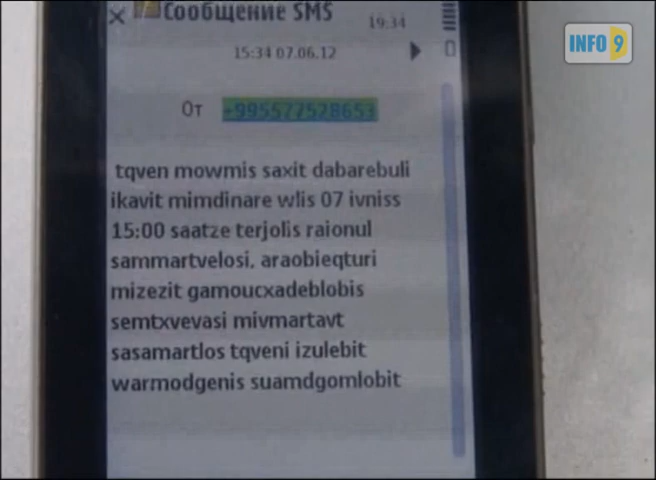 Сообщение SMS
19:34
INFO 9
15:34 07.06.12
От +995577528653
tqven mowmis saxit dabarebuli
ikavit mimdinare wlis 07 ivniss
15:00 saatze terjolis raionul
sammartvelosi, araobieqturi
mizezit gamoucxadeblobis
semtxvevasi mivmartavt
sasamartlos tqveni izulebit
warmodgenis suamdgomlobit